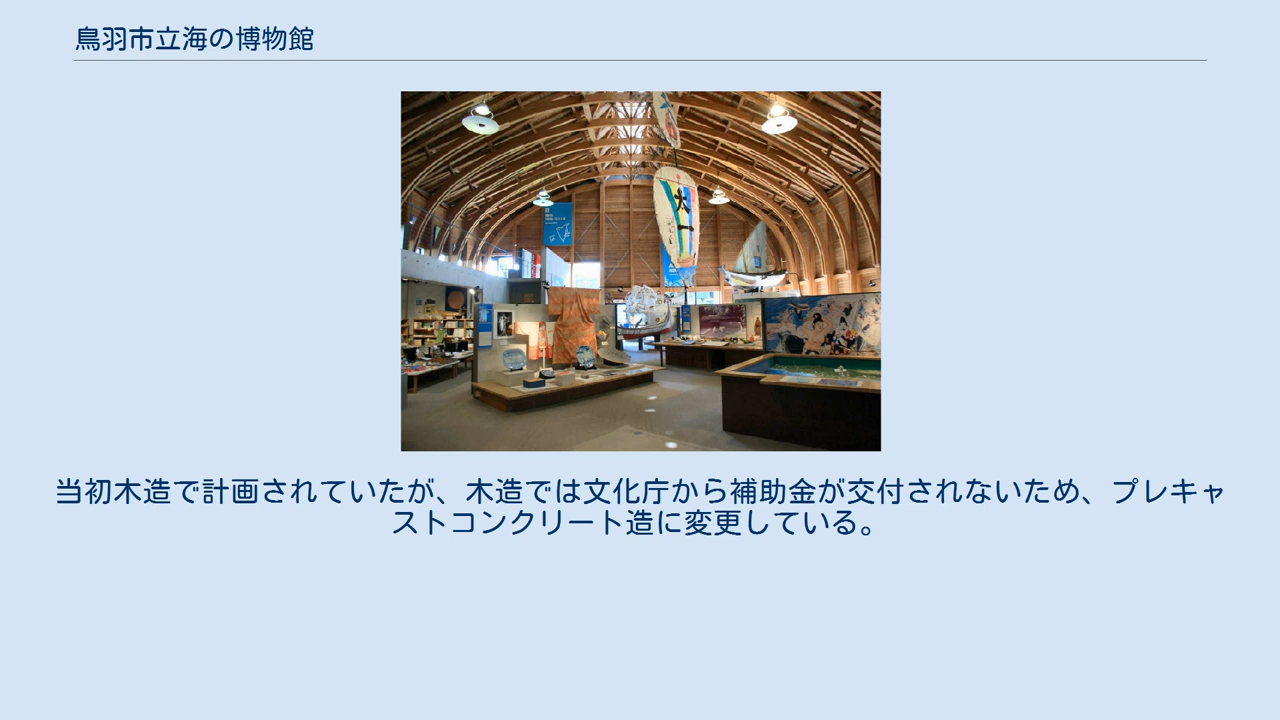 鳥羽市立海の博物館
太一
当初木造で計画されていたが、木造では文化庁から補助金が交付されないため、プレキャ
ストコンクリート造に変更している。